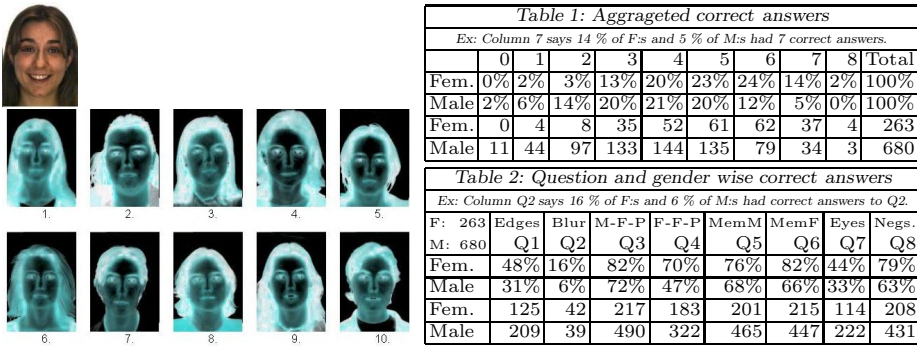 1. 2. 3. 4. 5.
6. 7. 8. 9. 10.
Table 1: Aggrageted correct answers
Ex: Column 7 says 14 % of F:s and 5 % of M:s had 7 correct answers.
0 1 2 3 4 5 6 7 8 Total
Fem. 0% 2% 3% 13% 20% 23% 24% 14% 2% 100%
Male 2% 6% 14% 20% 21% 20% 12% 5% 0% 100%
Fem. 0 4 8 35 52 61 62 37 4 263
Male 11 44 97 133 144 135 79 34 3 680
Table 2: Question and gender wise correct answers
Ex: Column Q2 says 16 % of F:s and 6 % of M:s had correct answers to Q2.
F: 263 Edges Blur M-F-P F-F-P MemM MemF Eyes Negs.
M: 680 Q1 Q2 Q3 Q4 Q5 Q6 Q7 Q8
Fem. 48% 16% 82% 70% 76% 82% 44% 79%
Male 31% 6% 72% 47% 68% 66% 33% 63%
Fem. 125 42 217 183 201 215 114 208
Male 209 39 490 322 465 447 222 431